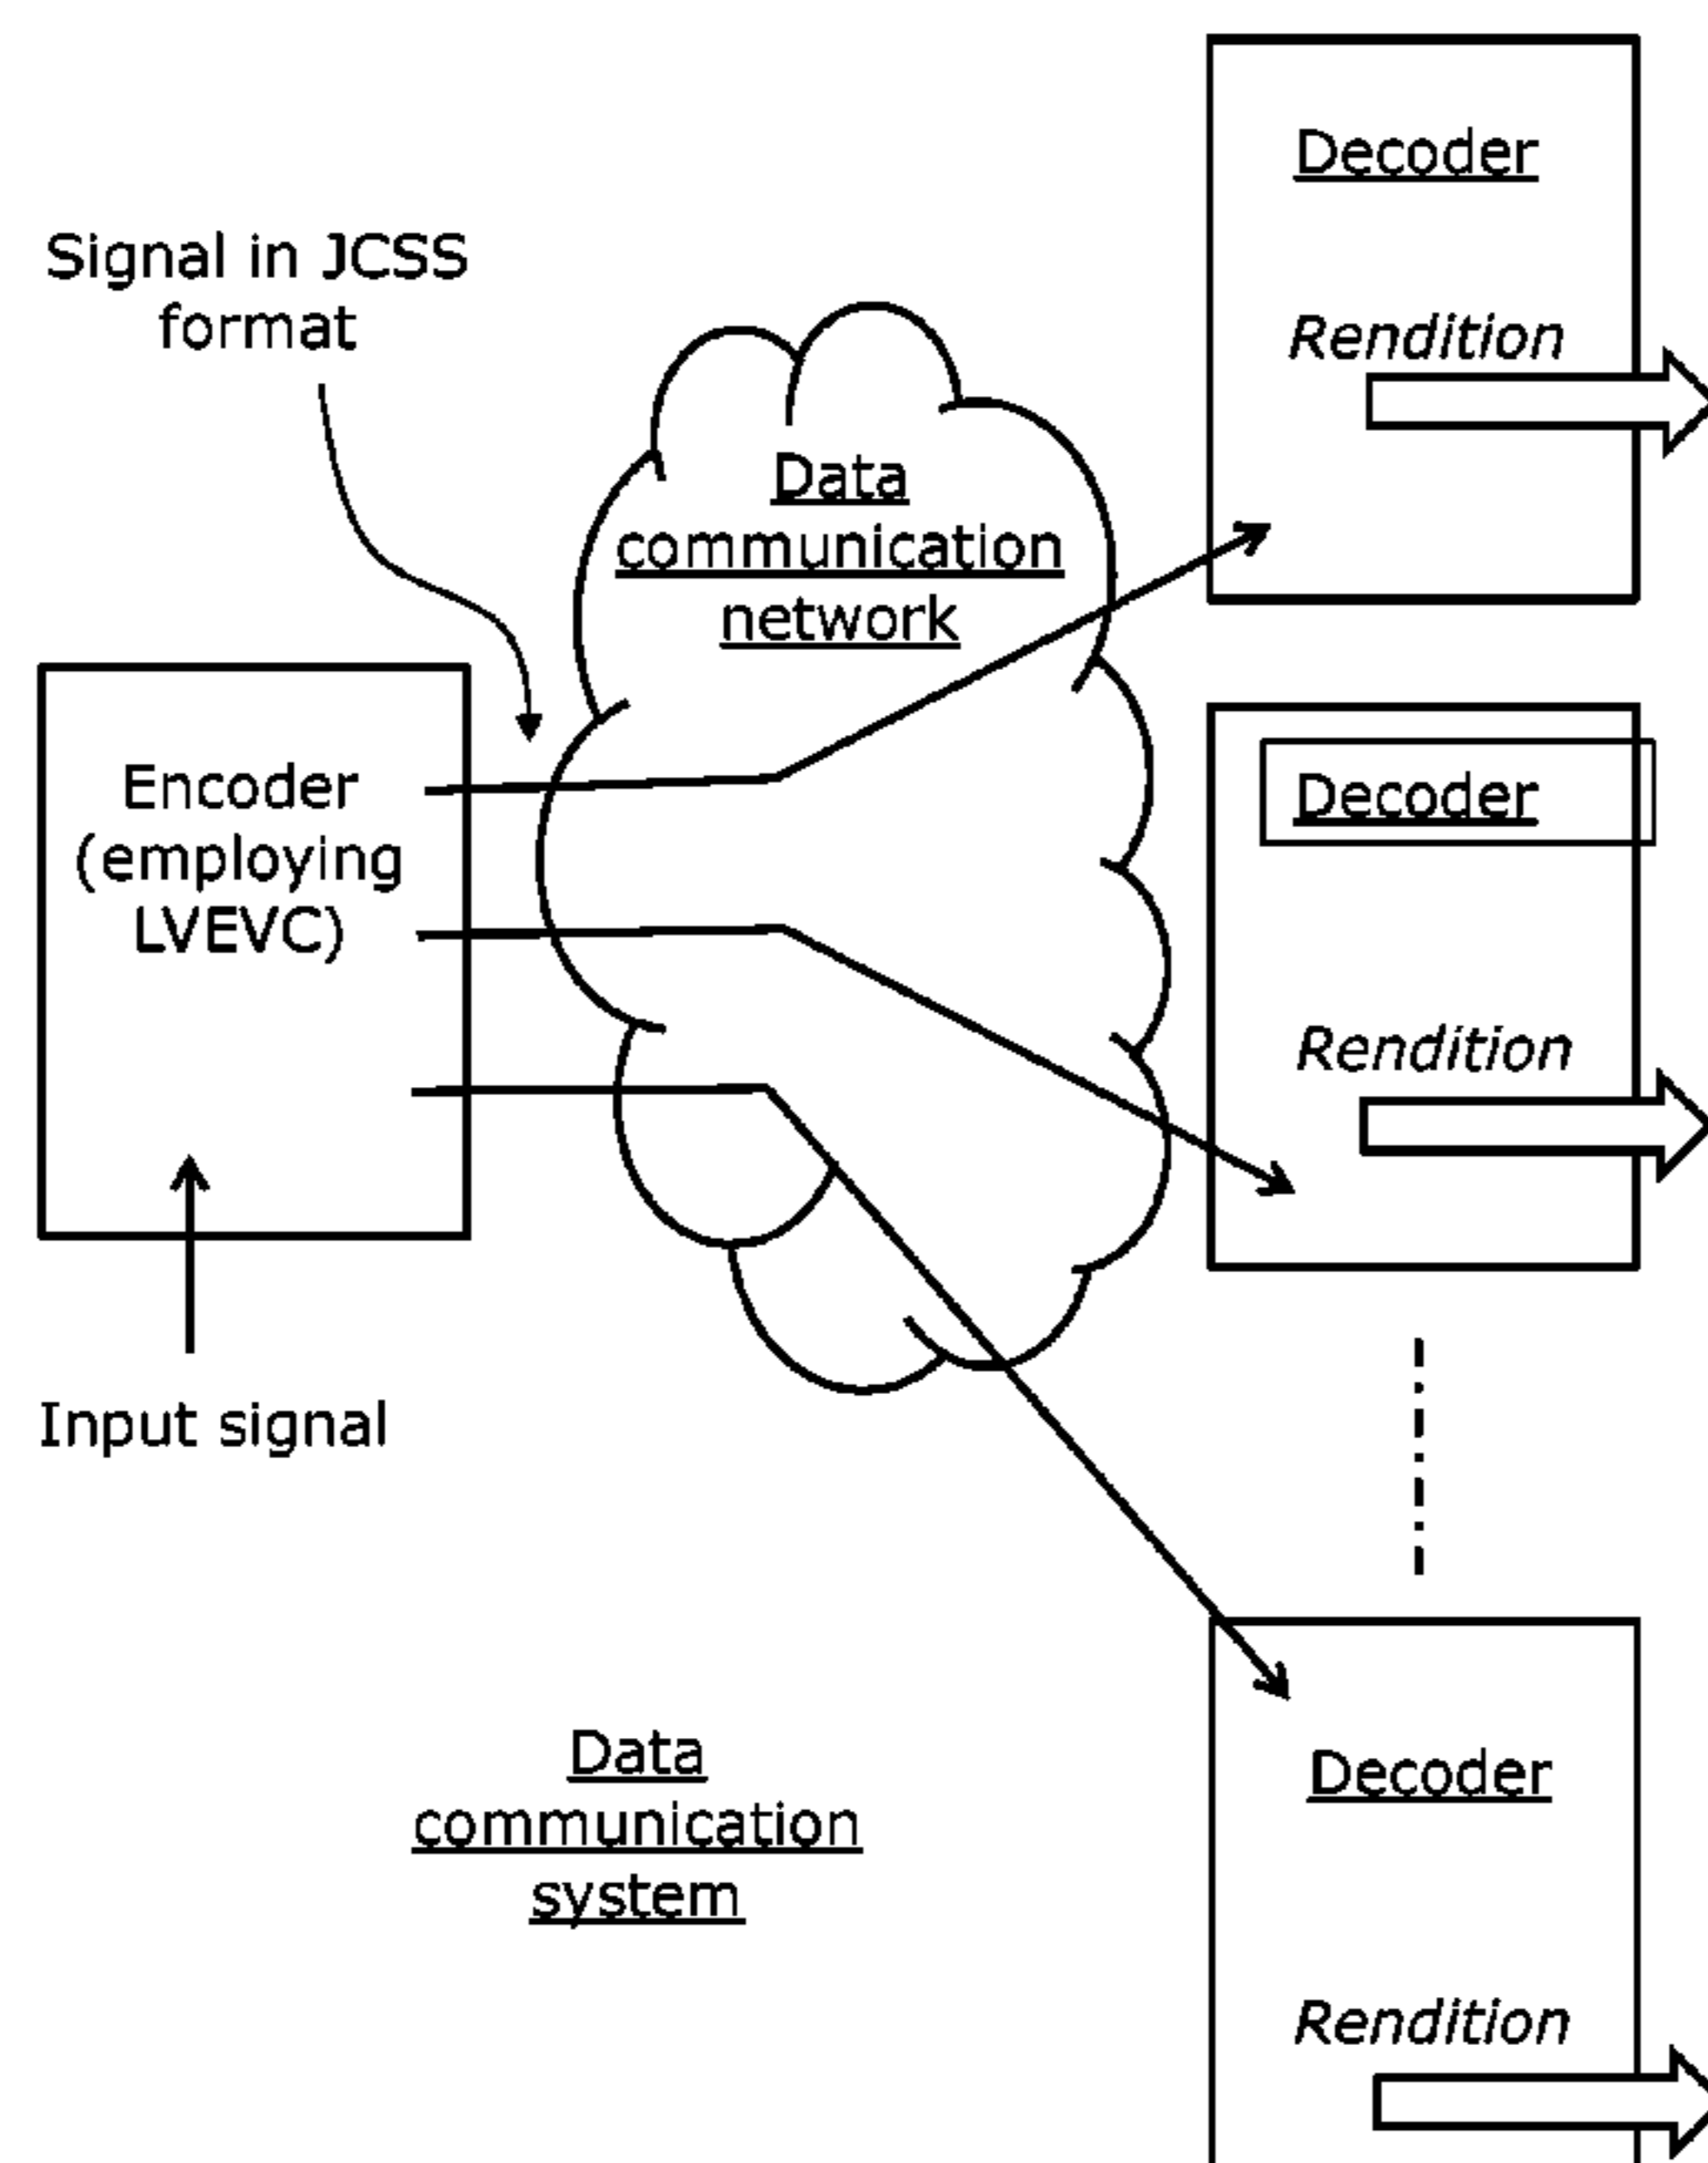 Decoder
Signal in JCSS
format
Rendition
Data
communication
network
Encoder
(employing
LVEVC)
Decoder
Rendition
Input signal
Data
communication
system
Decoder
Rendition